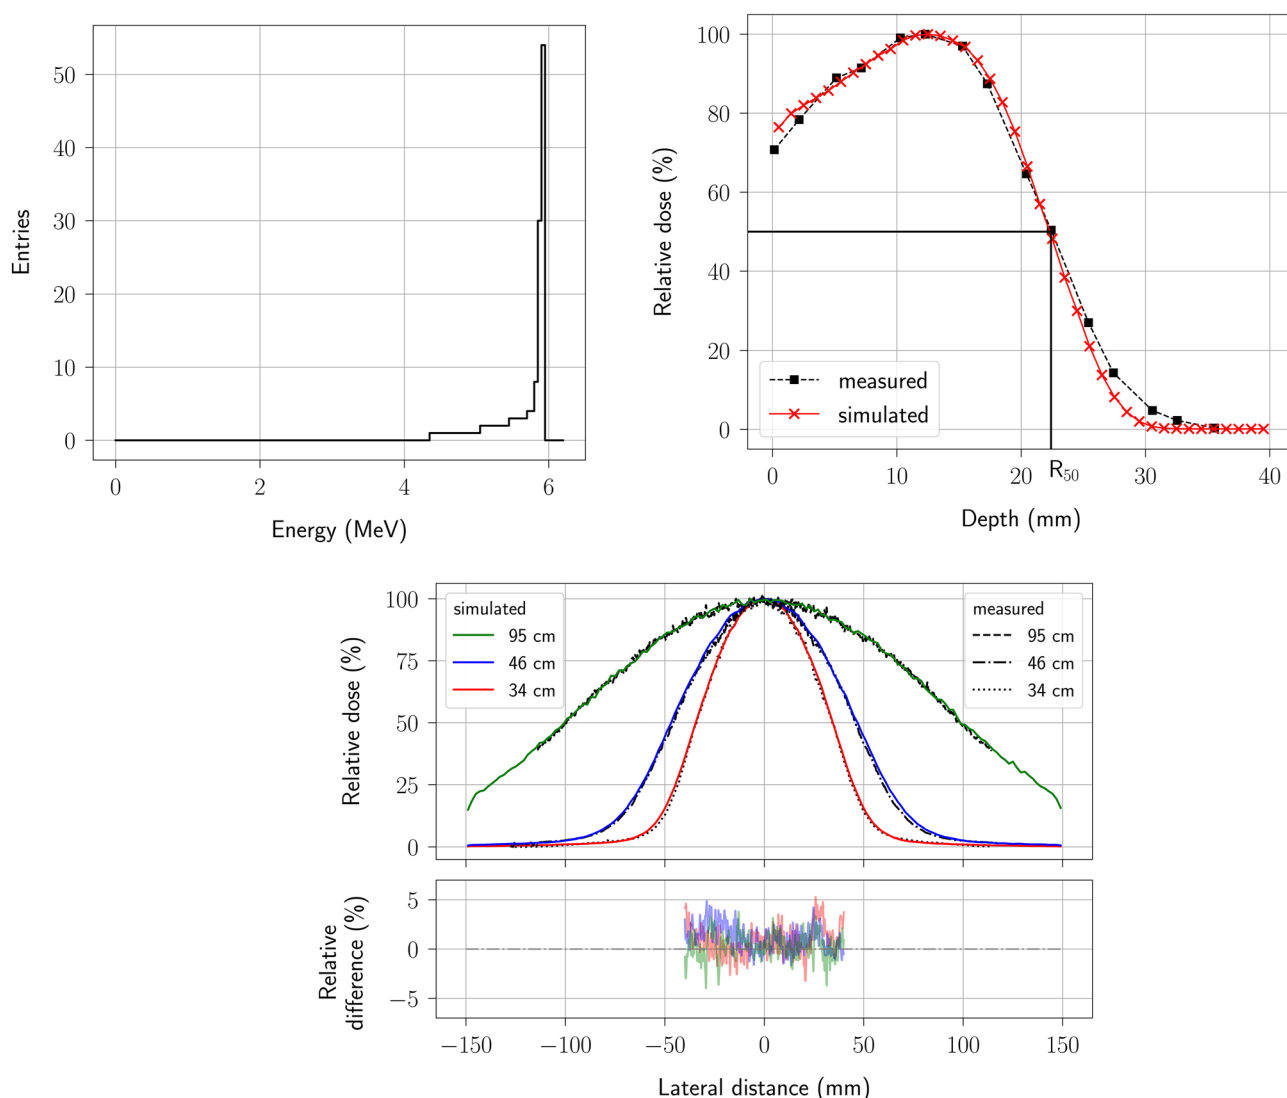 50
40
30
20
10
0
Entries
0 2 4 6
Energy (MeV)
100
80
60
40
20
0
Relative dose (%)
measured
simulated
0 10 20 R50 30 40
Depth (mm)
100
75
50
25
0
Relative dose (%)
simulated
95 cm
46 cm
34 cm
measured
95 cm
46 cm
34 cm
5
0
−5
Relative
difference (%)
−150 −100 −50 0 50 100 150
Lateral distance (mm)